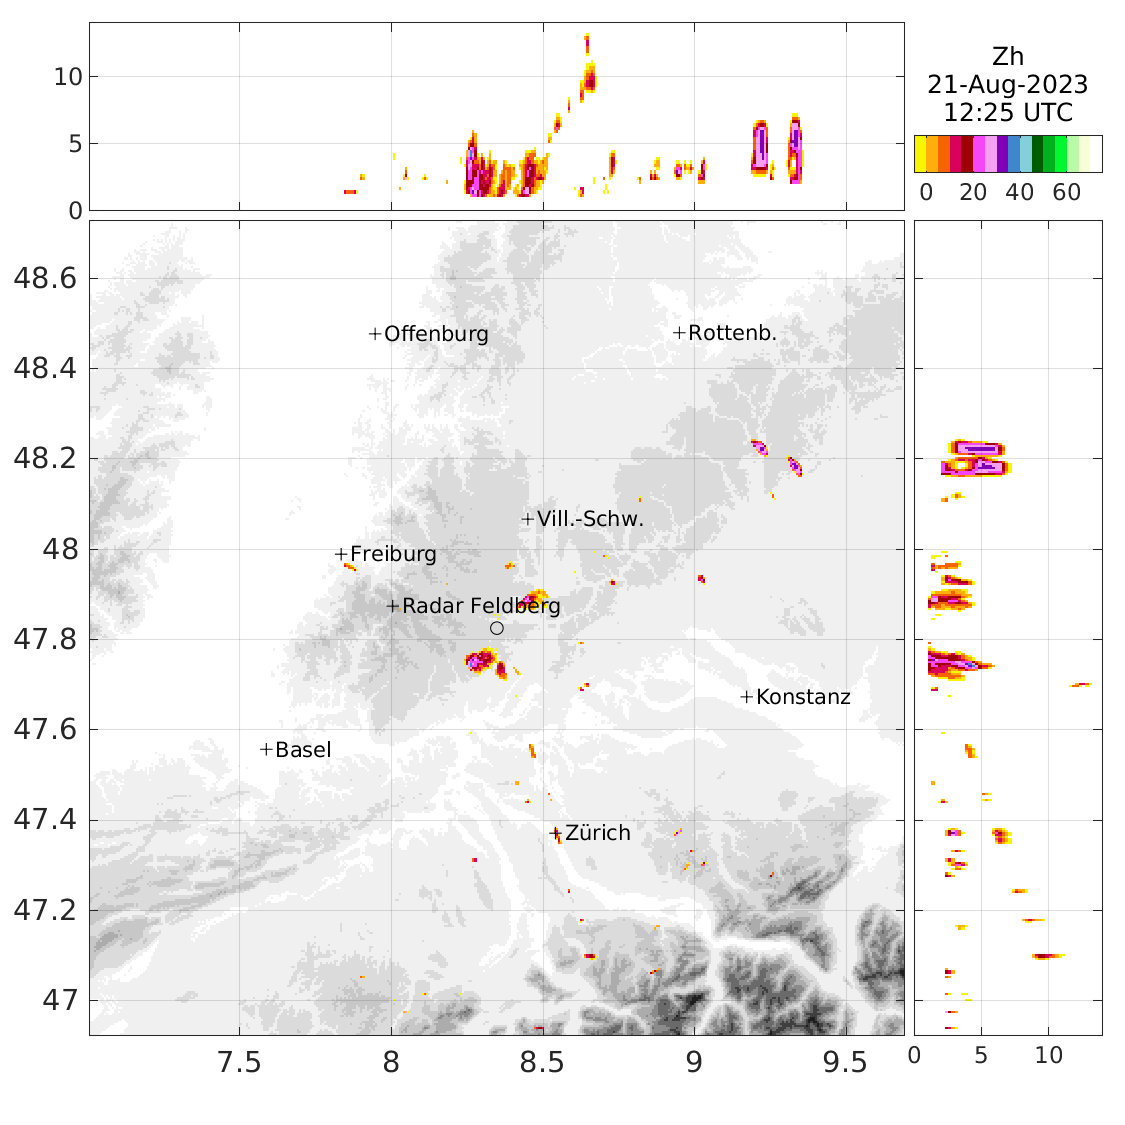 Zh
21-Aug-2023
12:25 UTC
0 20 40 60
10
5
0
48.6
48.4
48.2
48
47.8
47.6
47.4
47.2
47
+Offenburg
+Rottenb.
+Vill.-Schw.
+Freiburg
+Radar Feldberg
+Konstanz
+Basel
+Zürich
7.5 8 8.5 9 9.5
0 5 10